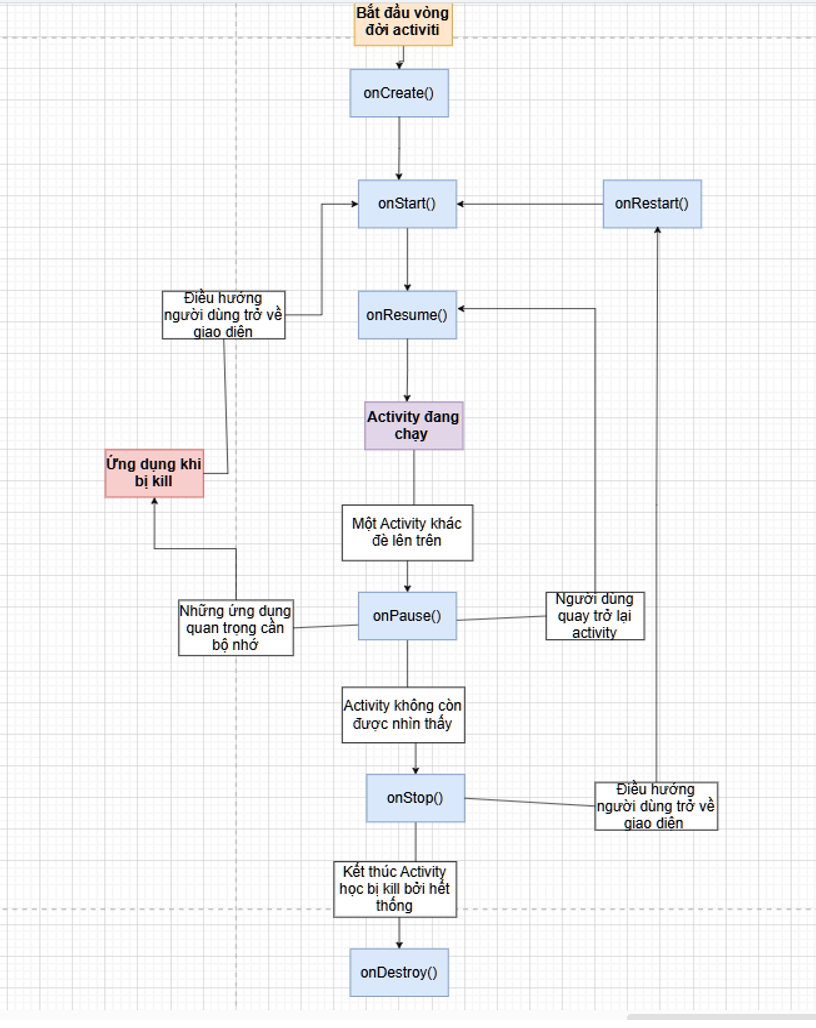 Bắt đầu vòng
đời activiti
onCreate()
onStart()
onRestart()
Điều hướng
người dùng trở về
giao diện
onResume()
Activity đang
chạy
Ứng dụng khi
bị kill
Một Activity khác
đè lên trên
Những ứng dụng
quan trọng cần
bộ nhớ
onPause()
Người dùng
quay trở lại
activity
Activity không còn
được nhìn thấy
onStop()
Điều hướng
người dùng trở về
giao diện
Kết thúc Activity
học bị kill bởi hết
thống
onDestroy()